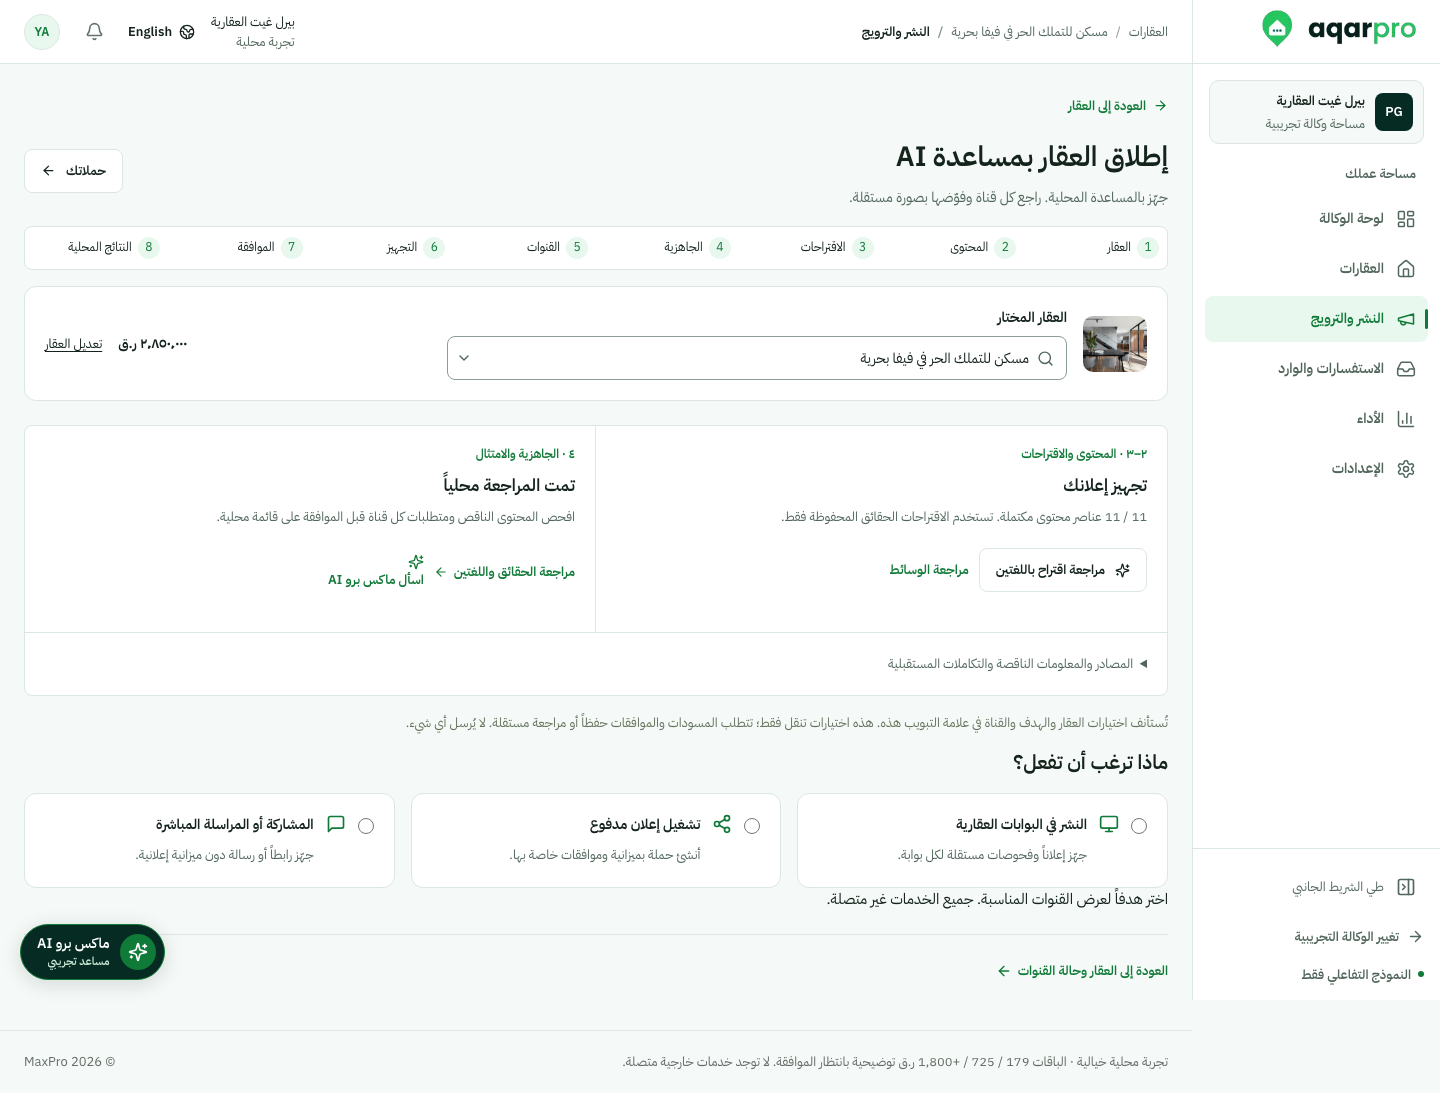 aqarpro
العقارات / مسكن للتملك الحر في فيفا بحرية / النشر والترويج
بيرل غيت العقارية
تجربة محلية
English
YA
PG
بيرل غيت العقارية
مساحة وكالة تجريبية
مساحة عملك
لوحة الوكالة
العقارات
النشر والترويج
الاستفسارات والوارد
الأداء
الإعدادات
طي الشريط الجانبي
تغيير الوكالة التجريبية
النموذج التفاعلي فقط
العودة إلى العقار
إطلاق العقار بمساعدة AI
جهّز بالمساعدة المحلية. راجع كل قناة وفوّضها بصورة مستقلة.
حملاتك
1 العقار
2 المحتوى
3 الاقتراحات
4 الجاهزية
5 القنوات
6 التجهيز
7 الموافقة
8 النتائج المحلية
العقار المختار
مسكن للتملك الحر في فيفا بحرية
٢٬٨٥٠٬٠٠٠ ر.ق
تعديل العقار
٢–٣ · المحتوى والاقتراحات
تجهيز إعلانك
11 / 11 عناصر محتوى مكتملة. تستخدم الاقتراحات الحقائق المحفوظة فقط.
مراجعة اقتراح باللغتين
مراجعة الوسائط
٤ · الجاهزية والامتثال
تمت المراجعة محلياً
افحص المحتوى الناقص ومتطلبات كل قناة قبل الموافقة على قائمة محلية.
مراجعة الحقائق واللغتين
اسأل ماكس برو AI
المصادر والمعلومات الناقصة والتكاملات المستقبلية
تُستأنف اختيارات العقار والهدف والقناة في علامة التبويب هذه. هذه اختيارات تنقل فقط؛ تتطلب المسودات والموافقات حفظاً أو مراجعة مستقلة. لا يُرسل أي شيء.
ماذا ترغب أن تفعل؟
النشر في البوابات العقارية
جهّز إعلاناً وفحوصات مستقلة لكل بوابة.
تشغيل إعلان مدفوع
أنشئ حملة بميزانية وموافقات خاصة بها.
المشاركة أو المراسلة المباشرة
جهّز رابطاً أو رسالة دون ميزانية إعلانية.
اختر هدفاً لعرض القنوات المناسبة. جميع الخدمات غير متصلة.
ماكس برو AI
مساعد تجريبي
العودة إلى العقار وحالة القنوات
تجربة محلية خيالية · الباقات 179 / 725 / +1,800 ر.ق توضيحية بانتظار الموافقة. لا توجد خدمات خارجية متصلة.
© 2026 MaxPro